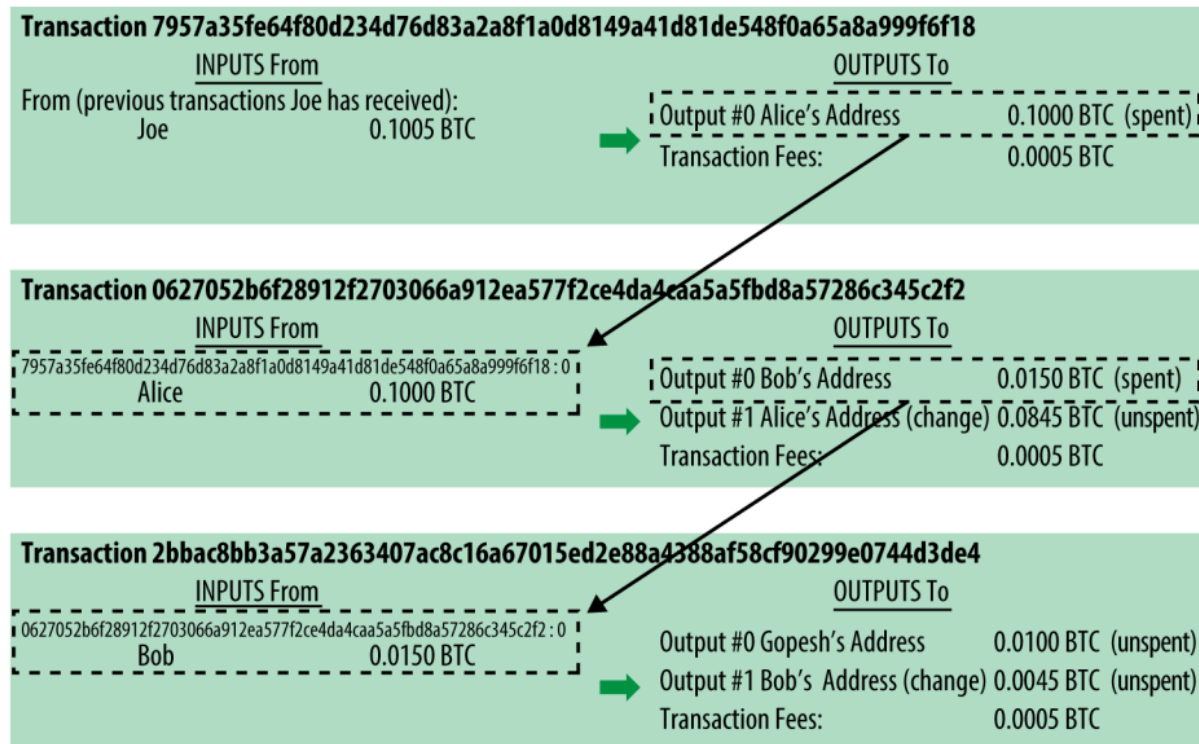 Transaction 7957a35fe64f80d234d76d83a2a8f1a0d8149a41d81de548f0a65a8a999f6f18
INPUTS From
OUTPUTS To
From (previous transactions Joe has received):
Joe 0.1005 BTC
Output #0 Alice's Address 0.1000 BTC (spent)
Transaction Fees: 0.0005 BTC
Transaction 0627052b6f28912f2703066a912ea577f2ce4da4caa5a5fbd8a57286c345c2f2
INPUTS From
OUTPUTS To
7957a35fe64f80d234d76d83a2a8f1a0d8149a41d81de548f0a65a8a999f6f18 : 0
Alice 0.1000 BTC
Output #0 Bob's Address 0.0150 BTC (spent)
Output #1 Alice's Address (change) 0.0845 BTC (unspent)
Transaction Fees: 0.0005 BTC
Transaction 2bbac8bb3a57a2363407ac8c16a67015ed2e88a4388af58cf90299e0744d3de4
INPUTS From
OUTPUTS To
0627052b6f28912f2703066a912ea577f2ce4da4caa5a5fbd8a57286c345c2f2 : 0
Bob 0.0150 BTC
Output #0 Gopesh's Address 0.0100 BTC (unspent)
Output #1 Bob's Address (change) 0.0045 BTC (unspent)
Transaction Fees: 0.0005 BTC